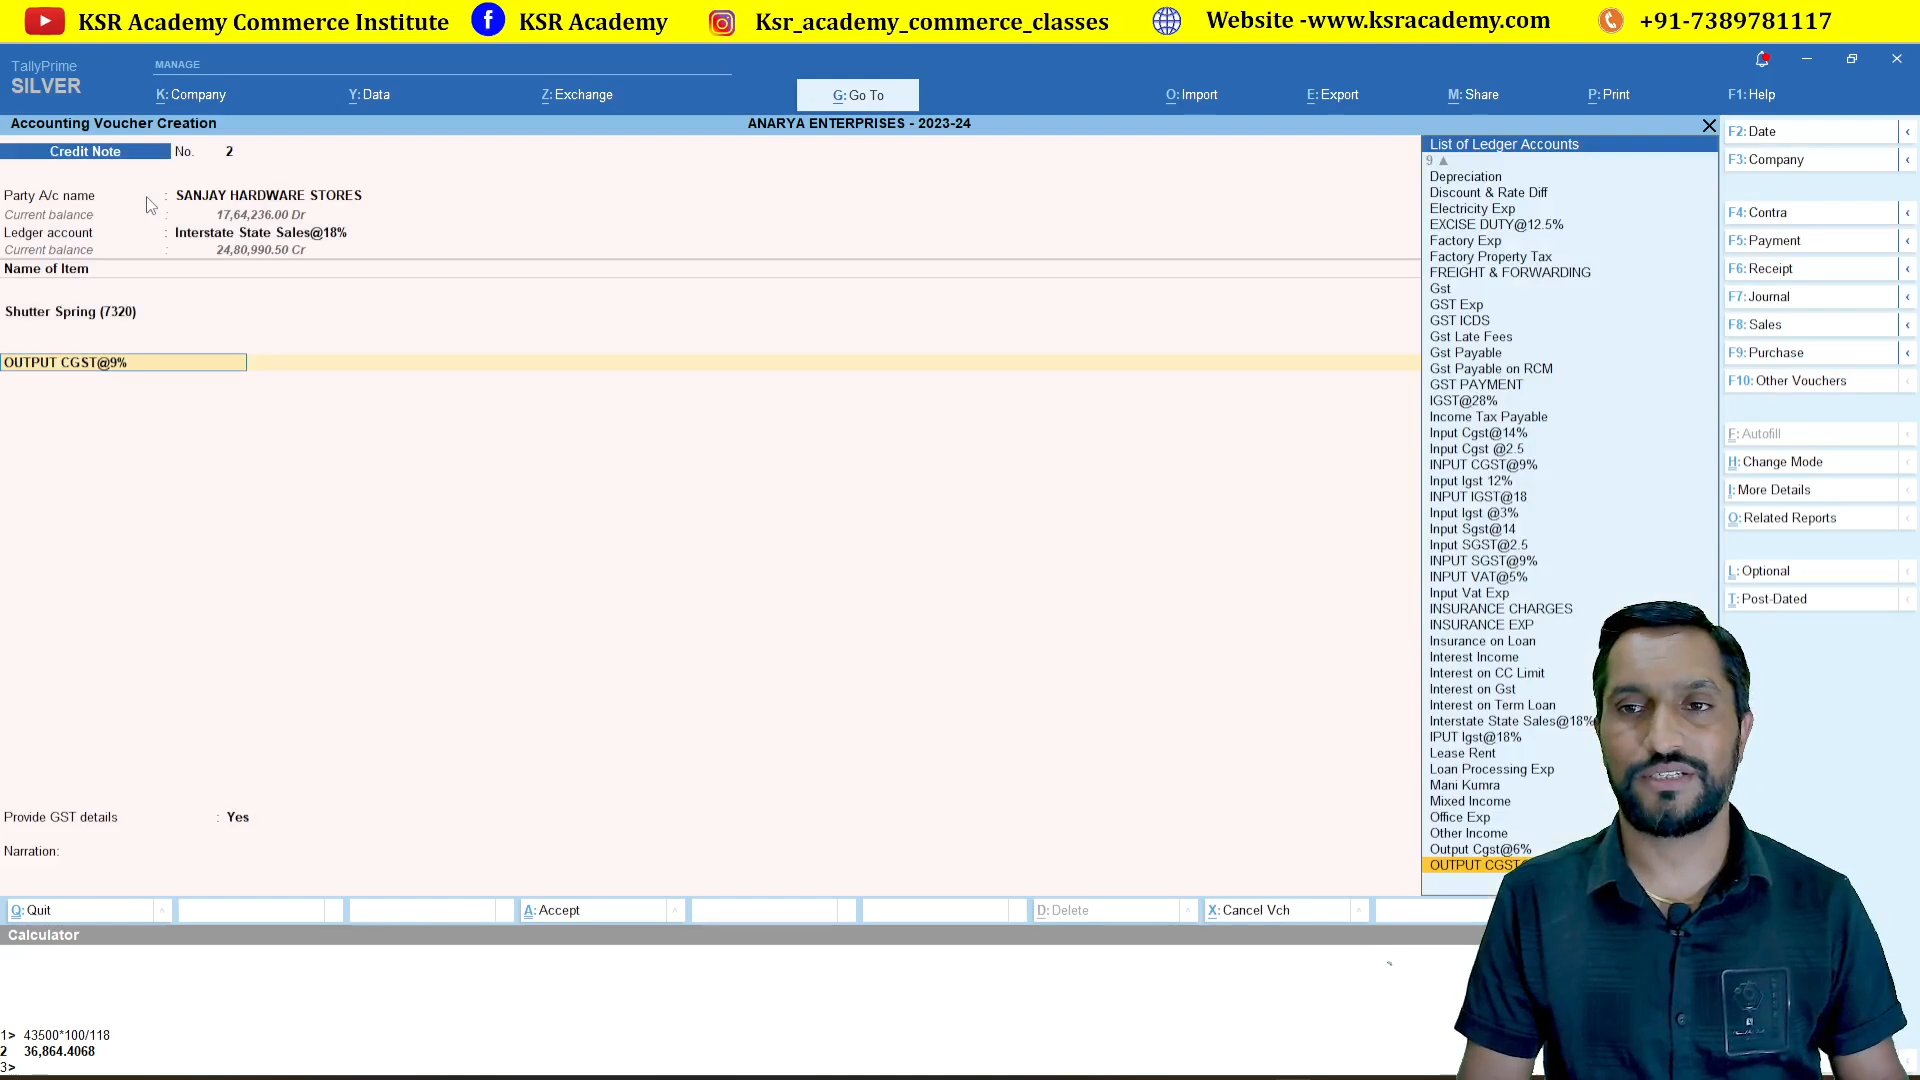 KSR Academy Commerce Institute KSR Academy Ksr_academy_commerce_classes Website -www.ksracademy.com +91-7389781117
TallyPrime
SILVER
MANAGE
K: Company
Y: Data
Z: Exchange
G: Go To
O: Import
E: Export
M: Share
P: Print
F1: Help
Accounting Voucher Creation
ANARYA ENTERPRISES - 2023-24
Credit Note No. 2
Party A/c name : SANJAY HARDWARE STORES
Current balance : 17,64,236.00 Dr
Ledger account : Interstate State Sales@18%
Current balance : 24,80,990.50 Cr
Name of Item
Shutter Spring (7320)
OUTPUT CGST@9%
Provide GST details : Yes
Narration:
List of Ledger Accounts
9 ▲
Depreciation
Discount & Rate Diff
Electricity Exp
EXCISE DUTY@12.5%
Factory Exp
Factory Property Tax
FREIGHT & FORWARDING
Gst
GST Exp
GST ICDS
Gst Late Fees
Gst Payable
Gst Payable on RCM
GST PAYMENT
IGST@28%
Income Tax Payable
Input Cgst@14%
Input Cgst @2.5
INPUT CGST@9%
Input Igst 12%
INPUT IGST@18
Input Igst @3%
Input Sgst@14
Input SGST@2.5
INPUT SGST@9%
INPUT VAT@5%
Input Vat Exp
INSURANCE CHARGES
INSURANCE EXP
Insurance on Loan
Interest Income
Interest on CC Limit
Interest on Gst
Interest on Term Loan
Interstate State Sales@18%
IPUT Igst@18%
Lease Rent
Loan Processing Exp
Mani Kumra
Mixed Income
Office Exp
Other Income
Output Cgst@6%
OUTPUT CGST
F2: Date
F3: Company
F4: Contra
F5: Payment
F6: Receipt
F7: Journal
F8: Sales
F9: Purchase
F10: Other Vouchers
F: Autofill
H: Change Mode
I: More Details
O: Related Reports
L: Optional
T: Post-Dated
Q: Quit
A: Accept
D: Delete
X: Cancel Vch
Calculator
1> 43500*100/118
2 36,864.4068
3>